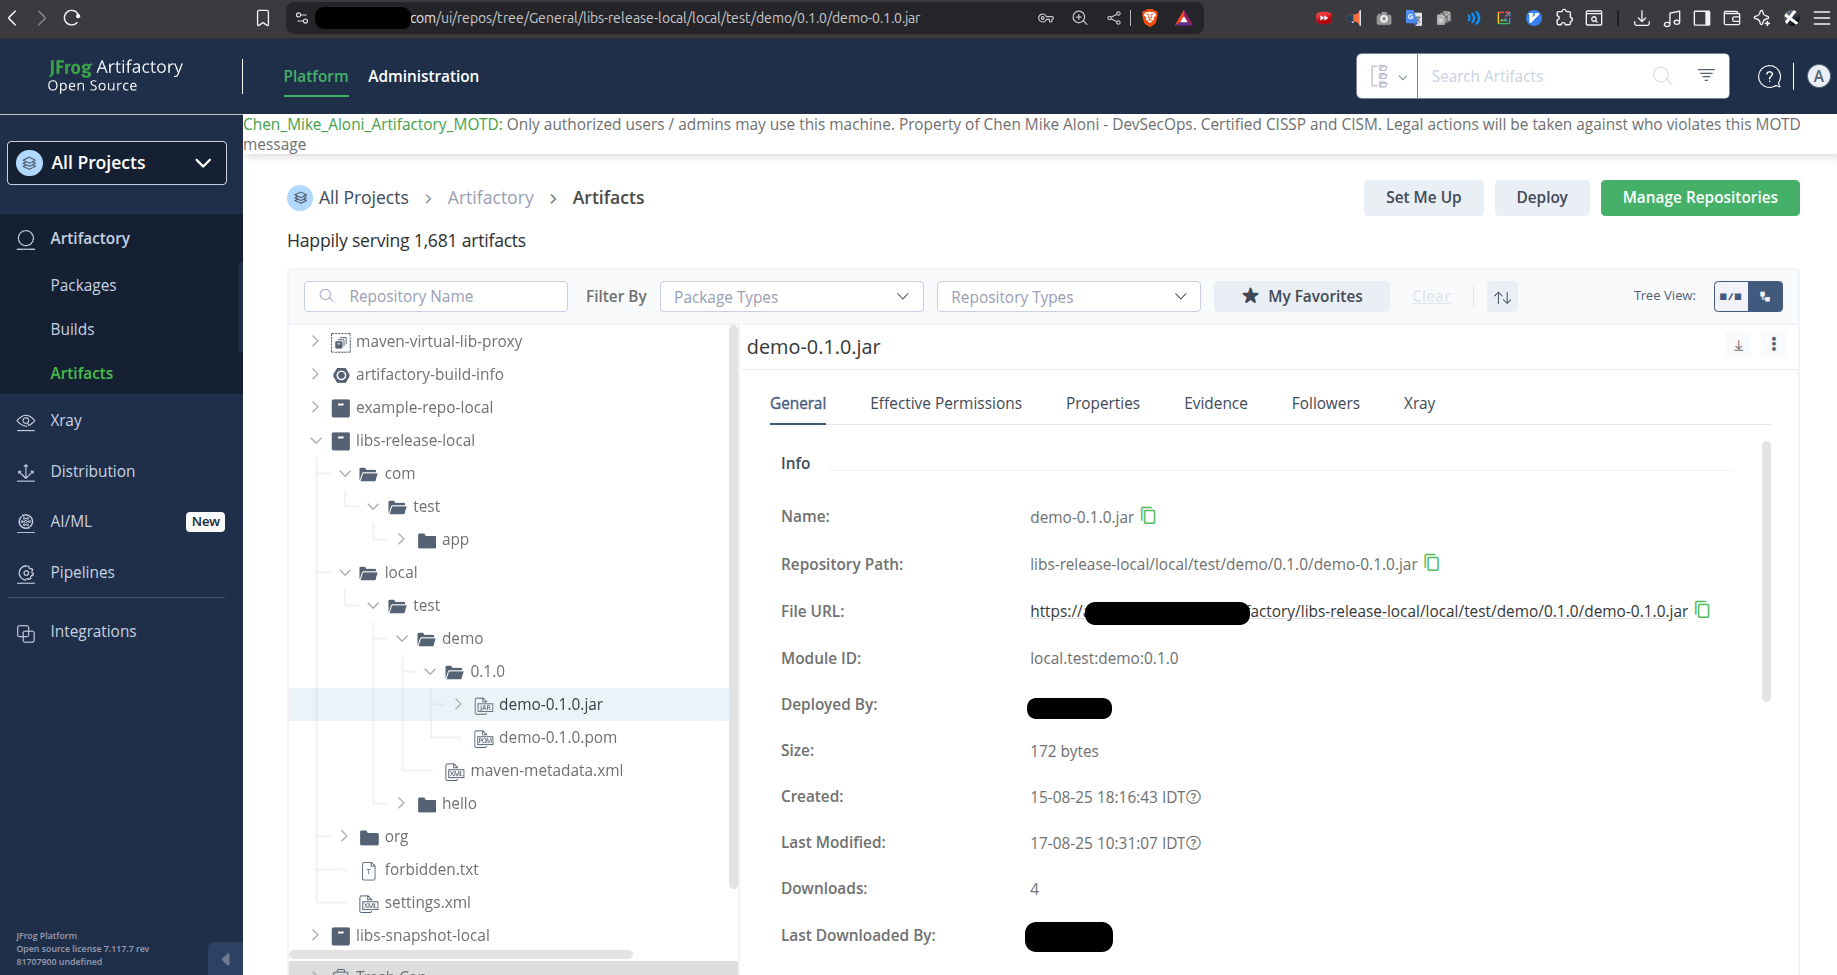 com/ui/repos/tree/General/libs-release-local/local/test/demo/0.1.0/demo-0.1.0.jar
JFrog Artifactory
Open Source
Platform
Administration
Search Artifacts
A
Chen_Mike_Aloni_Artifactory_MOTD: Only authorized users / admins may use this machine. Property of Chen Mike Aloni - DevSecOps. Certified CISSP and CISM. Legal actions will be taken against who violates this MOTD
message
All Projects
All Projects > Artifactory > Artifacts
Set Me Up
Deploy
Manage Repositories
Happily serving 1,681 artifacts
Artifactory
Packages
Builds
Artifacts
Xray
Distribution
AI/ML
New
Pipelines
Integrations
JFrog Platform
Open source license 7.117.7 rev
81707900 undefined
Repository Name
Filter By
Package Types
Repository Types
My Favorites
Clear
Tree View:
maven-virtual-lib-proxy
artifactory-build-info
example-repo-local
libs-release-local
com
test
app
local
test
demo
0.1.0
demo-0.1.0.jar
demo-0.1.0.pom
maven-metadata.xml
hello
org
forbidden.txt
settings.xml
libs-snapshot-local
demo-0.1.0.jar
General
Effective Permissions
Properties
Evidence
Followers
Xray
Info
Name: demo-0.1.0.jar
Repository Path: libs-release-local/local/test/demo/0.1.0/demo-0.1.0.jar
File URL: https:// factory/libs-release-local/local/test/demo/0.1.0/demo-0.1.0.jar
Module ID: local.test:demo:0.1.0
Deployed By:
Size: 172 bytes
Created: 15-08-25 18:16:43 IDT
Last Modified: 17-08-25 10:31:07 IDT
Downloads: 4
Last Downloaded By: